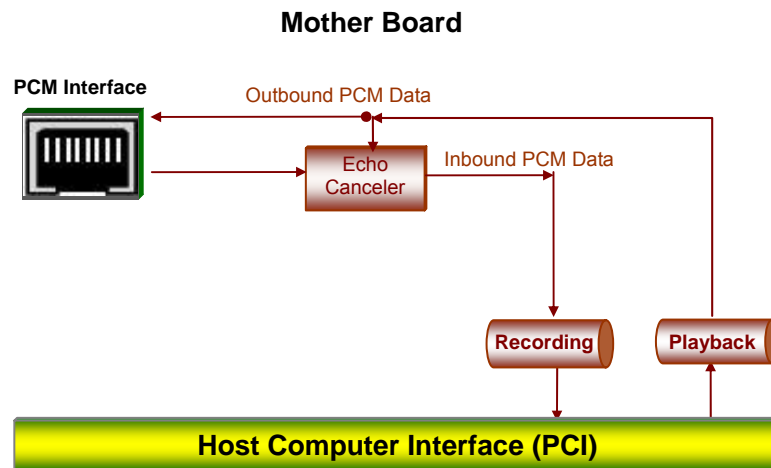 Mother Board
PCM Interface
Outbound PCM Data
Echo
Canceler
Inbound PCM Data
Recording
Playback
Host Computer Interface (PCI)